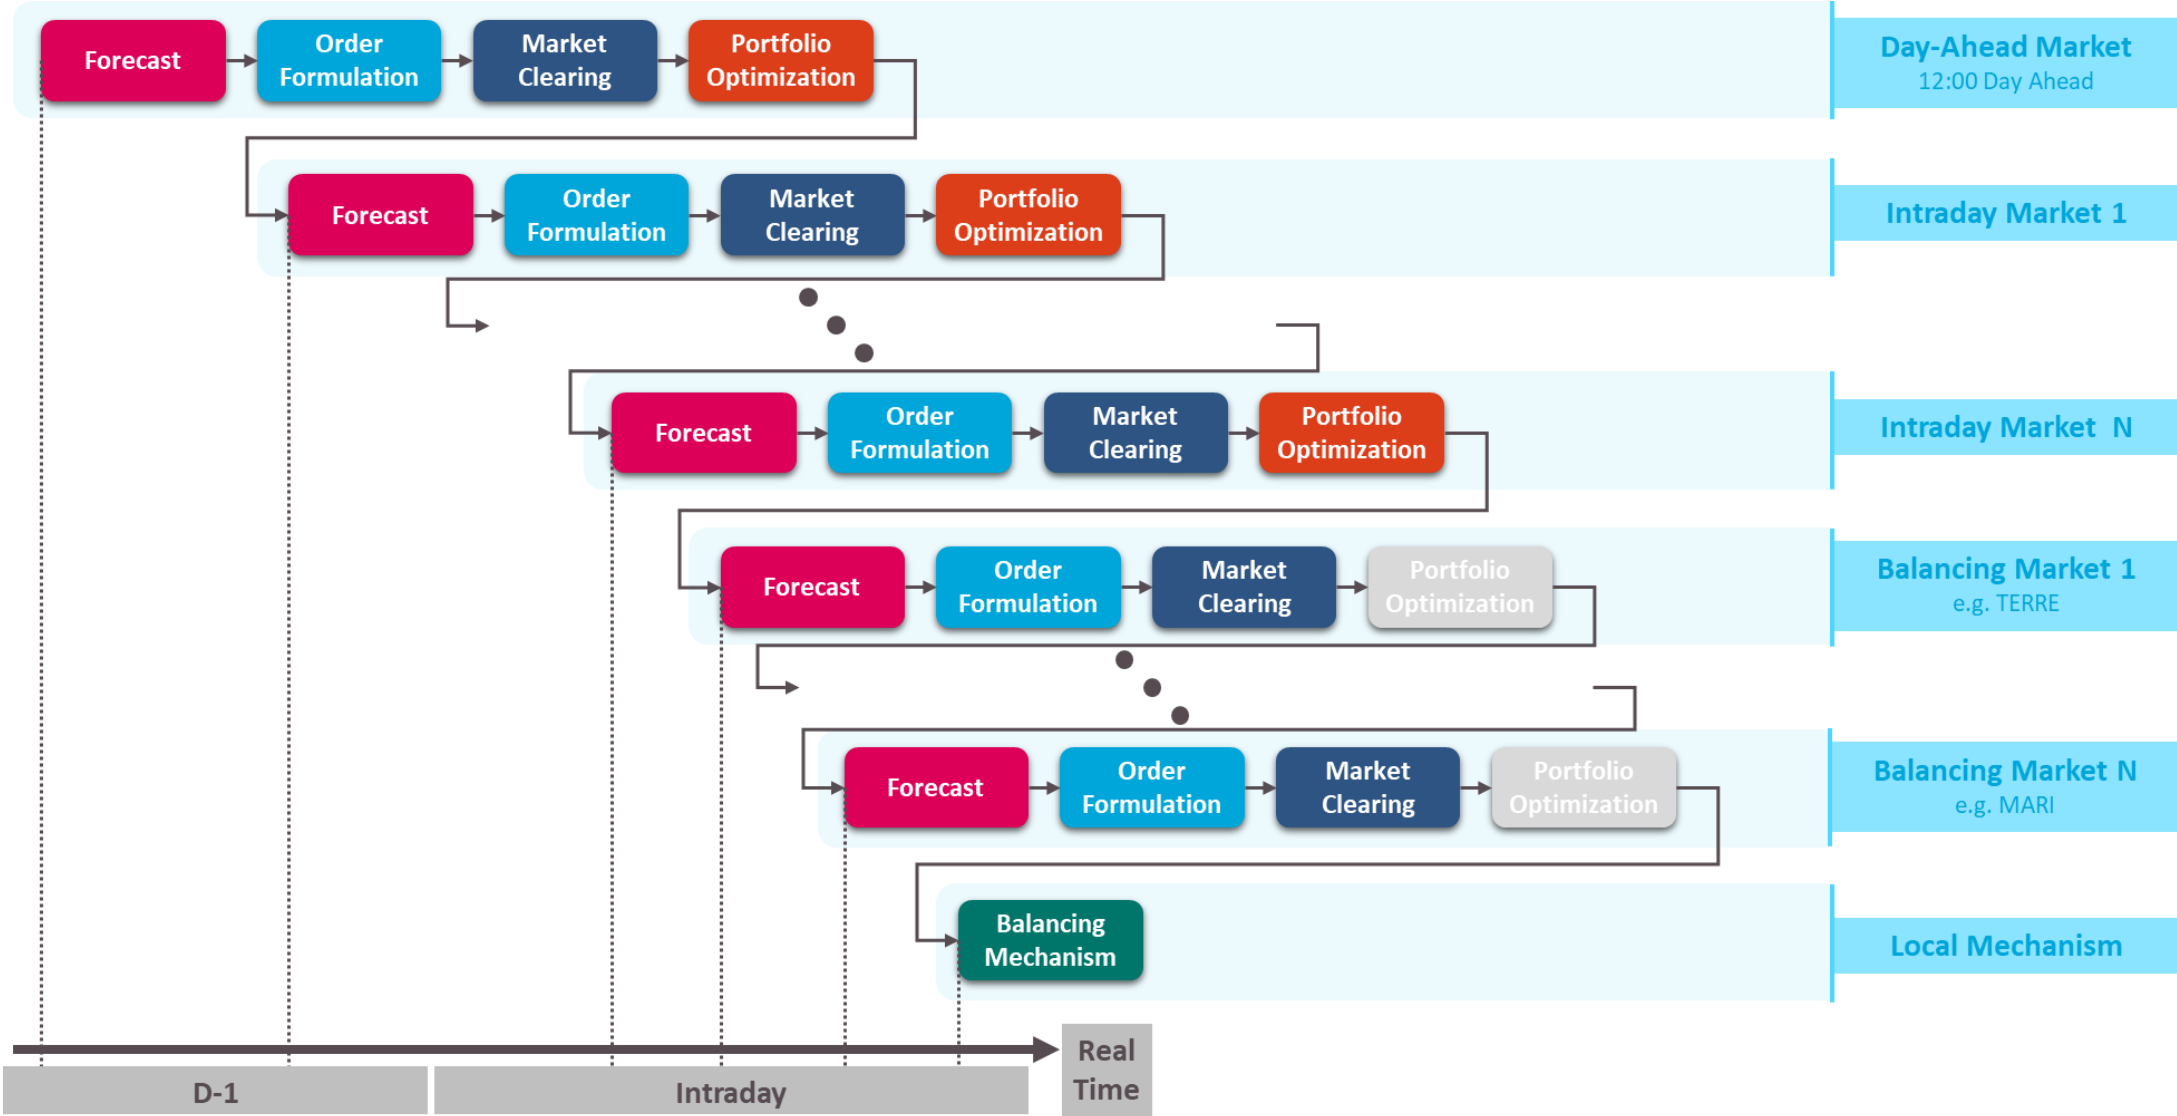 Forecast
Order
Formulation
Market
Clearing
Portfolio
Optimization
Day-Ahead Market
12:00 Day Ahead
Forecast
Order
Formulation
Market
Clearing
Portfolio
Optimization
Intraday Market 1
Forecast
Order
Formulation
Market
Clearing
Portfolio
Optimization
Intraday Market N
Forecast
Order
Formulation
Market
Clearing
Portfolio
Optimization
Balancing Market 1
e.g. TERRE
Forecast
Order
Formulation
Market
Clearing
Portfolio
Optimization
Balancing Market N
e.g. MARI
Balancing
Mechanism
Local Mechanism
D-1
Intraday
Real
Time